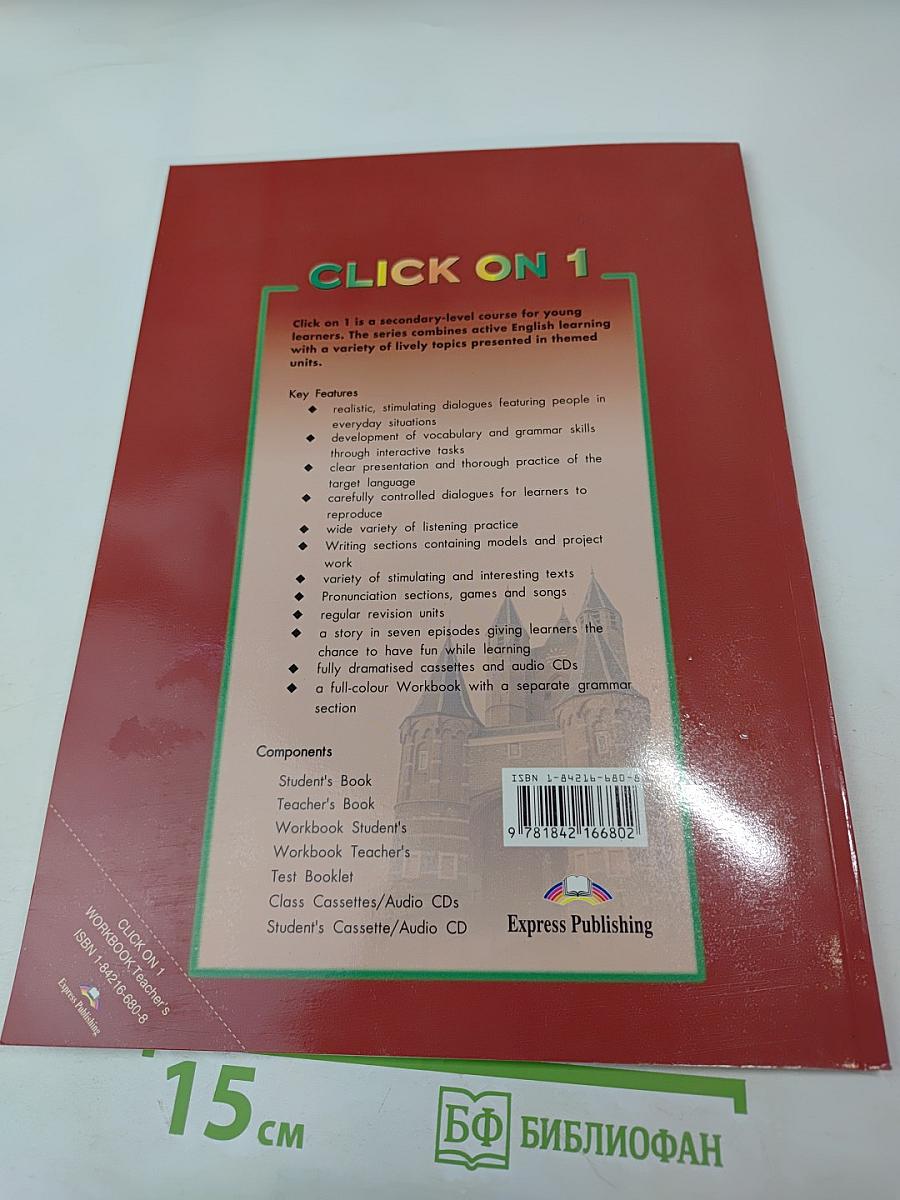 CLICK ON 1
Click on 1 is a secondary-level course for young
learners. The series combines active English learning
with a variety of lively topics presented in themed
units.
Key Features
◆ realistic, stimulating dialogues featuring people in
everyday situations
◆ development of vocabulary and grammar skills
through interactive tasks
◆ clear presentation and thorough practice of the
target language
◆ carefully controlled dialogues for learners to
reproduce
◆ wide variety of listening practice
◆ Writing sections containing models and project
work
◆ variety of stimulating and interesting texts
◆ Pronunciation sections, games and songs
◆ regular revision units
◆ a story in seven episodes giving learners the
chance to have fun while learning
◆ fully dramatised cassettes and audio CDs
◆ a full-colour Workbook with a separate grammar
section
Components
Student's Book
Teacher's Book
Workbook Student's
Workbook Teacher's
Test Booklet
Class Cassettes/Audio CDs
Student's Cassette/Audio CD
ISBN 1-84216-680-8
9 781842 166802
Express Publishing
CLICK ON 1
WORKBOOK Teacher's
ISBN 1-84216-680-8
Express Publishing
15 см
БФ БИБЛИОФАН